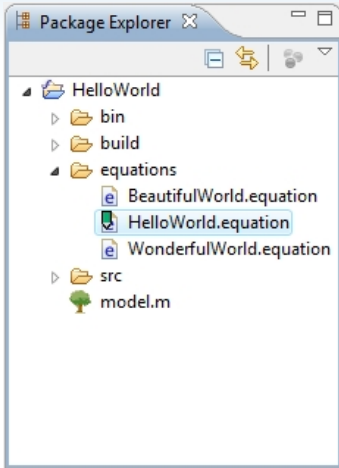 Package Explorer
HelloWorld
bin
build
equations
BeautifulWorld.equation
HelloWorld.equation
WonderfulWorld.equation
src
model.m